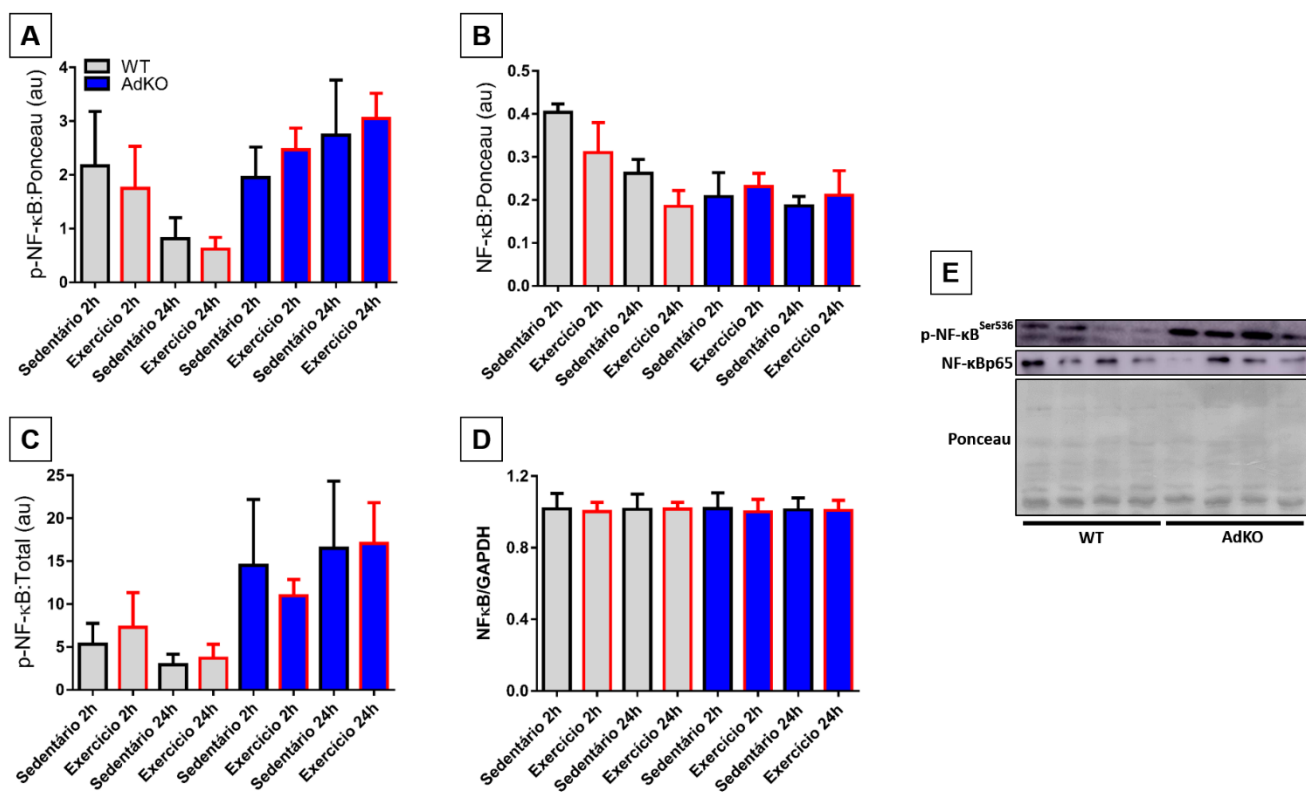 A
p-NF-κB:Ponceau (au)
4
3
2
1
0
WT
AdKO
Sedentário 2h
Exercício 2h
Sedentário 24h
Exercício 24h
Sedentário 2h
Exercício 2h
Sedentário 24h
Exercício 24h
B
NF-κB:Ponceau (au)
0.5
0.4
0.3
0.2
0.1
0.0
Sedentário 2h
Exercício 2h
Sedentário 24h
Exercício 24h
Sedentário 2h
Exercício 2h
Sedentário 24h
Exercício 24h
C
p-NF-κB:Total (au)
25
20
15
10
5
0
Sedentário 2h
Exercício 2h
Sedentário 24h
Exercício 24h
Sedentário 2h
Exercício 2h
Sedentário 24h
Exercício 24h
D
NFκB/GAPDH
1.2
0.8
0.4
0.0
Sedentário 2h
Exercício 2h
Sedentário 24h
Exercício 24h
Sedentário 2h
Exercício 2h
Sedentário 24h
Exercício 24h
E
p-NF-κB^Ser536
NF-κBp65
Ponceau
WT
AdKO